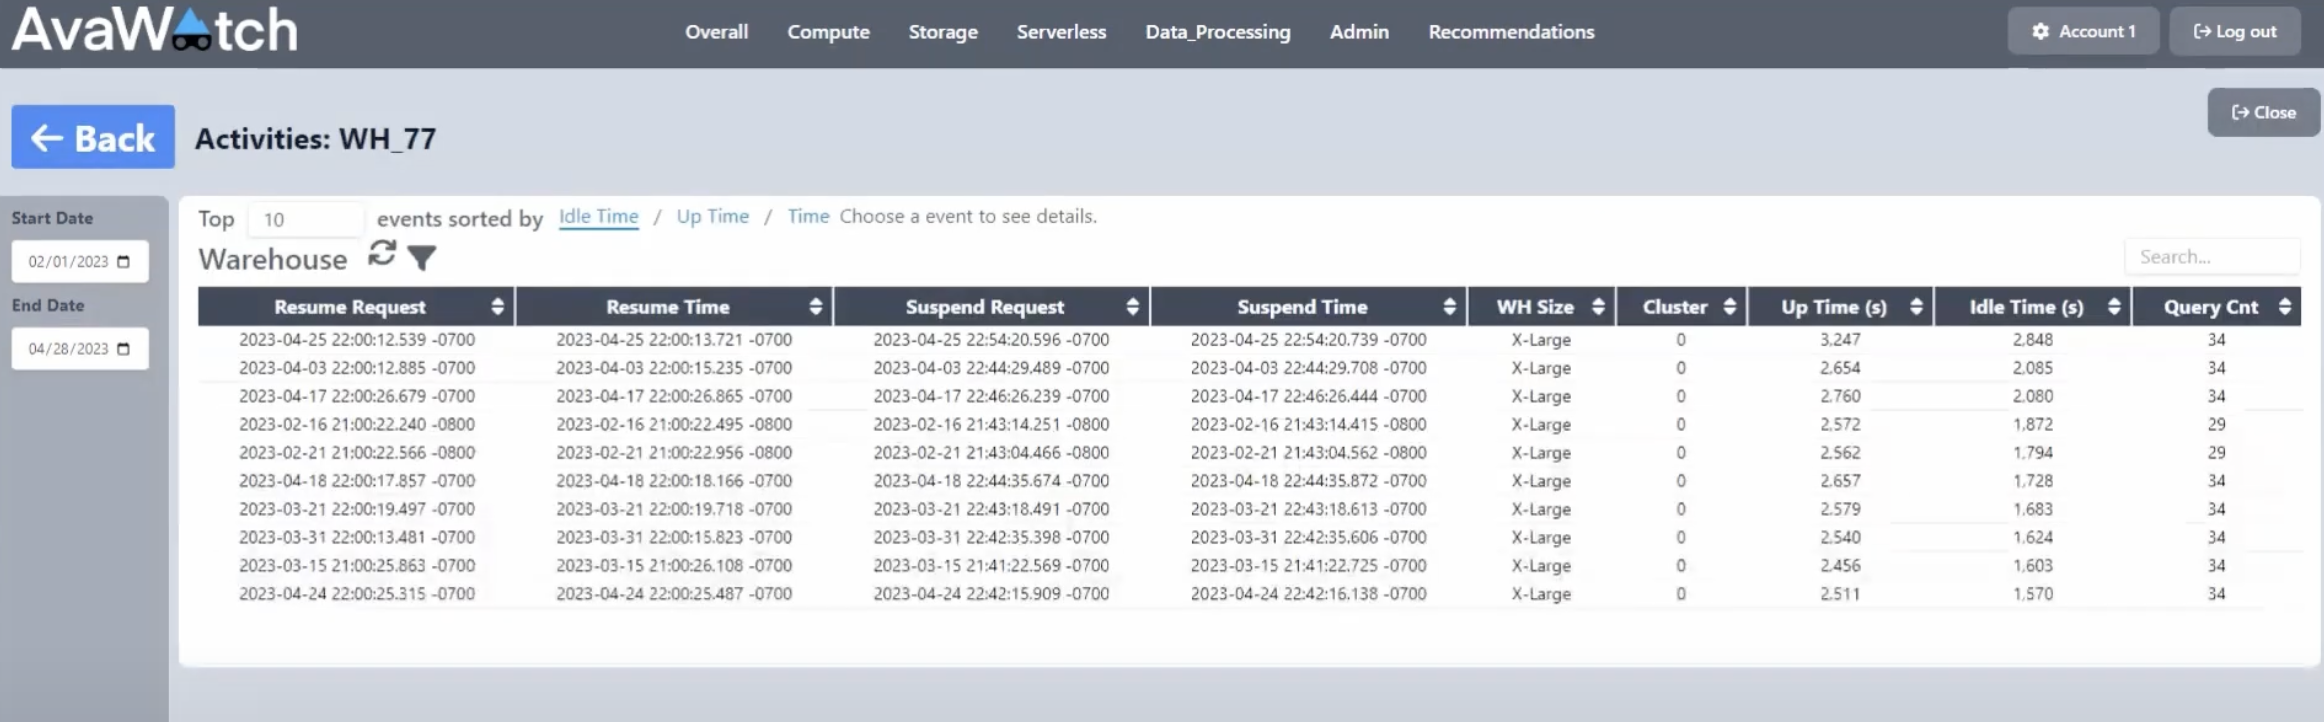 AvaWatch Overall Compute Storage Serverless Data_Processing Admin Recommendations Account 1 Log out
Close
Back Activities: WH_77
Start Date
02/01/2023
End Date
04/28/2023
Top 10 events sorted by Idle Time / Up Time / Time Choose a event to see details.
Warehouse Search...
Resume Request Resume Time Suspend Request Suspend Time WH Size Cluster Up Time (s) Idle Time (s) Query Cnt
2023-04-25 22:00:12.539 -0700 2023-04-25 22:00:13.721 -0700 2023-04-25 22:54:20.596 -0700 2023-04-25 22:54:20.739 -0700 X-Large 0 3,247 2,848 34
2023-04-03 22:00:12.885 -0700 2023-04-03 22:00:15.235 -0700 2023-04-03 22:44:29.489 -0700 2023-04-03 22:44:29.708 -0700 X-Large 0 2,654 2,085 34
2023-04-17 22:00:26.679 -0700 2023-04-17 22:00:26.865 -0700 2023-04-17 22:46:26.239 -0700 2023-04-17 22:46:26.444 -0700 X-Large 0 2,760 2,080 34
2023-02-16 21:00:22.240 -0800 2023-02-16 21:00:22.495 -0800 2023-02-16 21:43:14.251 -0800 2023-02-16 21:43:14.415 -0800 X-Large 0 2,572 1,872 29
2023-02-21 21:00:22.566 -0800 2023-02-21 21:00:22.956 -0800 2023-02-21 21:43:04.466 -0800 2023-02-21 21:43:04.562 -0800 X-Large 0 2,562 1,794 29
2023-04-18 22:00:17.857 -0700 2023-04-18 22:00:18.166 -0700 2023-04-18 22:44:35.674 -0700 2023-04-18 22:44:35.872 -0700 X-Large 0 2,657 1,728 34
2023-03-21 22:00:19.497 -0700 2023-03-21 22:00:19.718 -0700 2023-03-21 22:43:18.491 -0700 2023-03-21 22:43:18.613 -0700 X-Large 0 2,579 1,683 34
2023-03-31 22:00:13.481 -0700 2023-03-31 22:00:15.823 -0700 2023-03-31 22:42:35.398 -0700 2023-03-31 22:42:35.606 -0700 X-Large 0 2,540 1,624 34
2023-03-15 21:00:25.863 -0700 2023-03-15 21:00:26.108 -0700 2023-03-15 21:41:22.569 -0700 2023-03-15 21:41:22.725 -0700 X-Large 0 2,456 1,603 34
2023-04-24 22:00:25.315 -0700 2023-04-24 22:00:25.487 -0700 2023-04-24 22:42:15.909 -0700 2023-04-24 22:42:16.138 -0700 X-Large 0 2,511 1,570 34